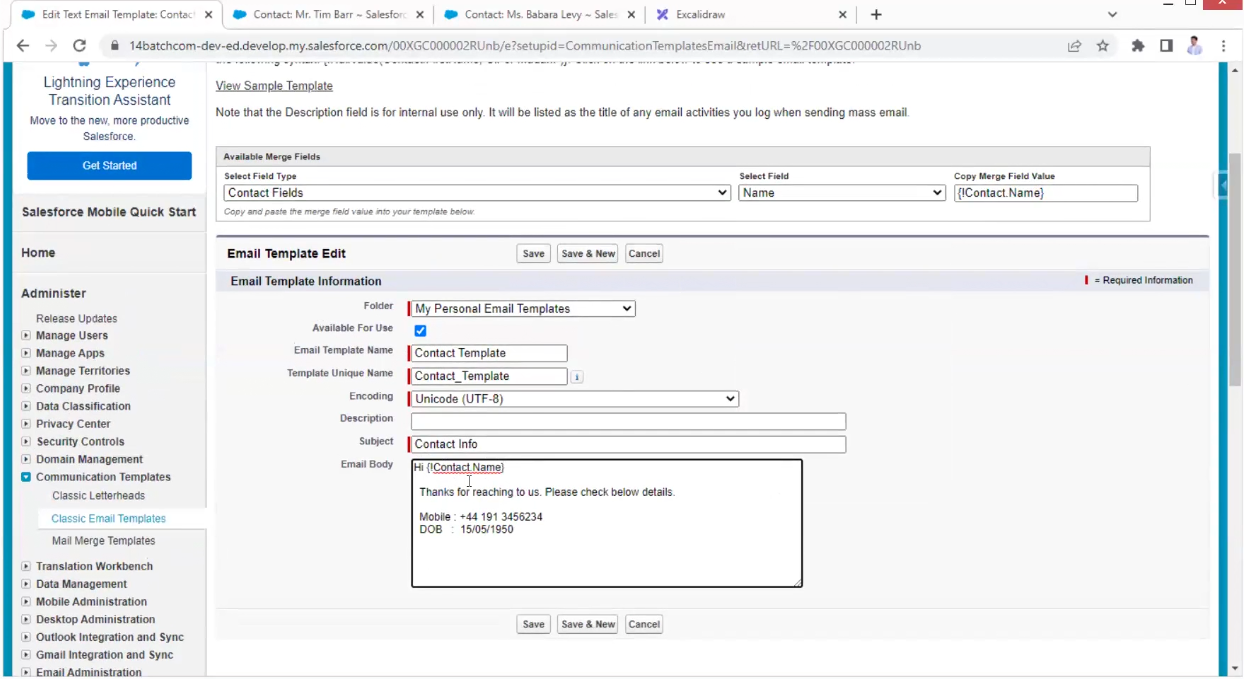 Edit Text Email Template: Contac
Contact: Mr. Tim Barr ~ Salesforc
Contact: Ms. Babara Levy ~ Sales
Excalidraw
14batchcom-dev-ed.develop.my.salesforce.com/00XGC000002RUnb/e?setupid=CommunicationTemplatesEmail&retURL=%2F00XGC000002RUnb
Lightning Experience
Transition Assistant
Move to the new, more productive
Salesforce.
Get Started
Salesforce Mobile Quick Start
Home
Administer
Release Updates
Manage Users
Manage Apps
Manage Territories
Company Profile
Data Classification
Privacy Center
Security Controls
Domain Management
Communication Templates
Classic Letterheads
Classic Email Templates
Mail Merge Templates
Translation Workbench
Data Management
Mobile Administration
Desktop Administration
Outlook Integration and Sync
Gmail Integration and Sync
Email Administration
View Sample Template
Note that the Description field is for internal use only. It will be listed as the title of any email activities you log when sending mass email.
Available Merge Fields
Select Field Type Select Field Copy Merge Field Value
Contact Fields Name {!Contact.Name}
Copy and paste the merge field value into your template below.
Email Template Edit Save Save & New Cancel
Email Template Information = Required Information
Folder My Personal Email Templates
Available For Use
Email Template Name Contact Template
Template Unique Name Contact_Template i
Encoding Unicode (UTF-8)
Description
Subject Contact Info
Email Body Hi {!Contact.Name}
Thanks for reaching to us. Please check below details.
Mobile : +44 191 3456234
DOB : 15/05/1950
Save Save & New Cancel